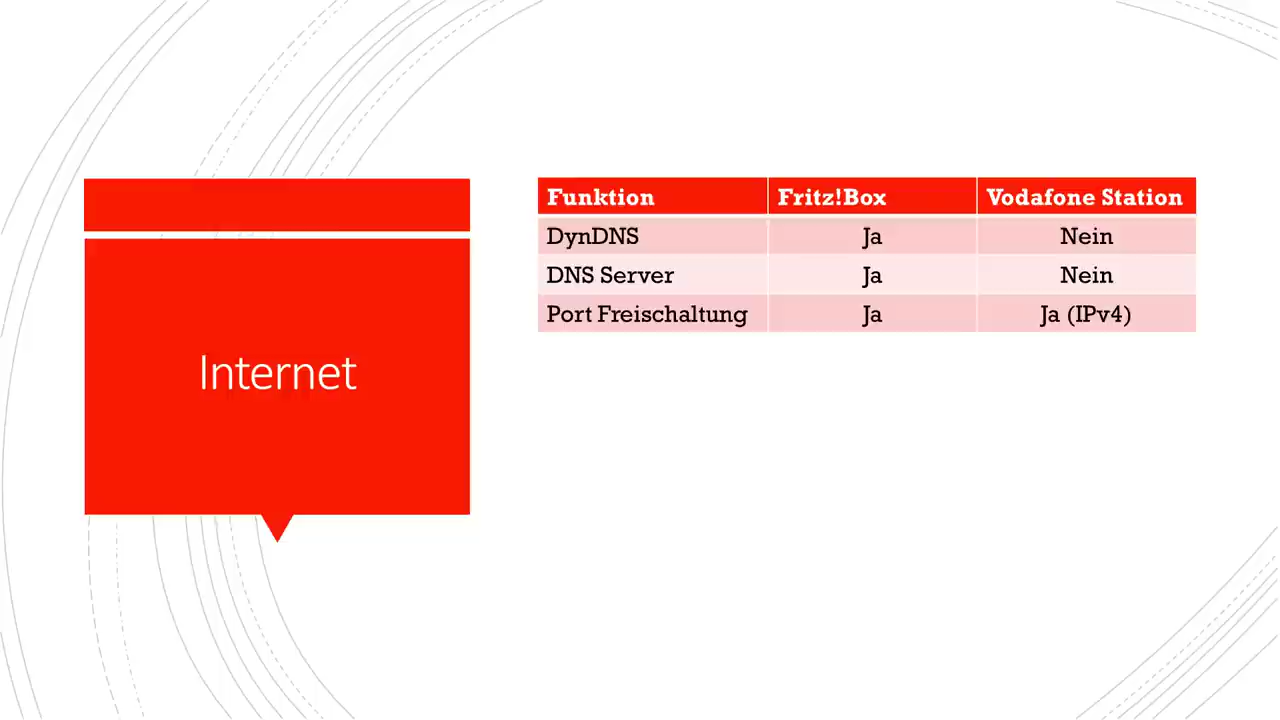 Internet
Funktion Fritz!Box Vodafone Station
DynDNS Ja Nein
DNS Server Ja Nein
Port Freischaltung Ja Ja (IPv4)